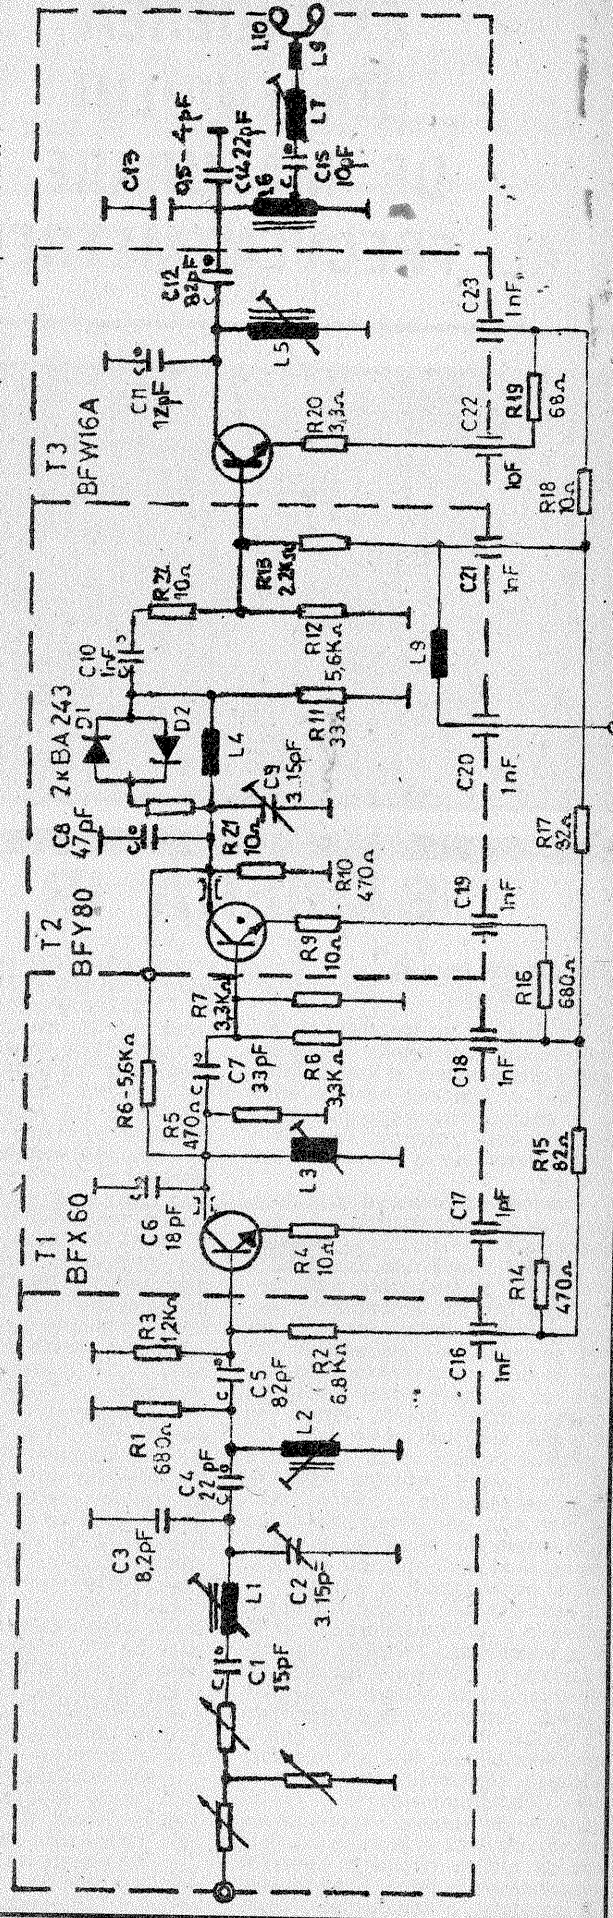 C1
15pF
L1
C2
3.15p=
C3
8,2pF
C4
22pF
L2
R1
680Ω
C5
82pF
R3
1,2KΩ
R2
6.8KΩ
C16
1nF
T1
BFX 60
C6
18pF
R4
10Ω
C17
1pF
R14
470Ω
R15
82Ω
L3
R5
470Ω
R6-5,6KΩ
C7
33pF
R6
3,3KΩ
C18
1nF
R7
3,3KΩ
T2
BFY80
R9
10Ω
C19
1nF
R16
680Ω
R10
470Ω
C8
47pF
R21
10Ω
C9
3.15pF
R17
82Ω
2xBA243
D1
D2
L4
C10
1nF
R11
33Ω
C20
1nF
L9
R22
10Ω
R12
5,6KΩ
R13
2.2KΩ
C21
1nF
T3
BFW16A
R18
10Ω
R20
3,3Ω
C22
10F
R19
68Ω
C23
1nF
C11
12pF
L5
C12
82pF
C13
0,5-4pF
C14 22pF
L6
C15
10pF
L7
L8
L10